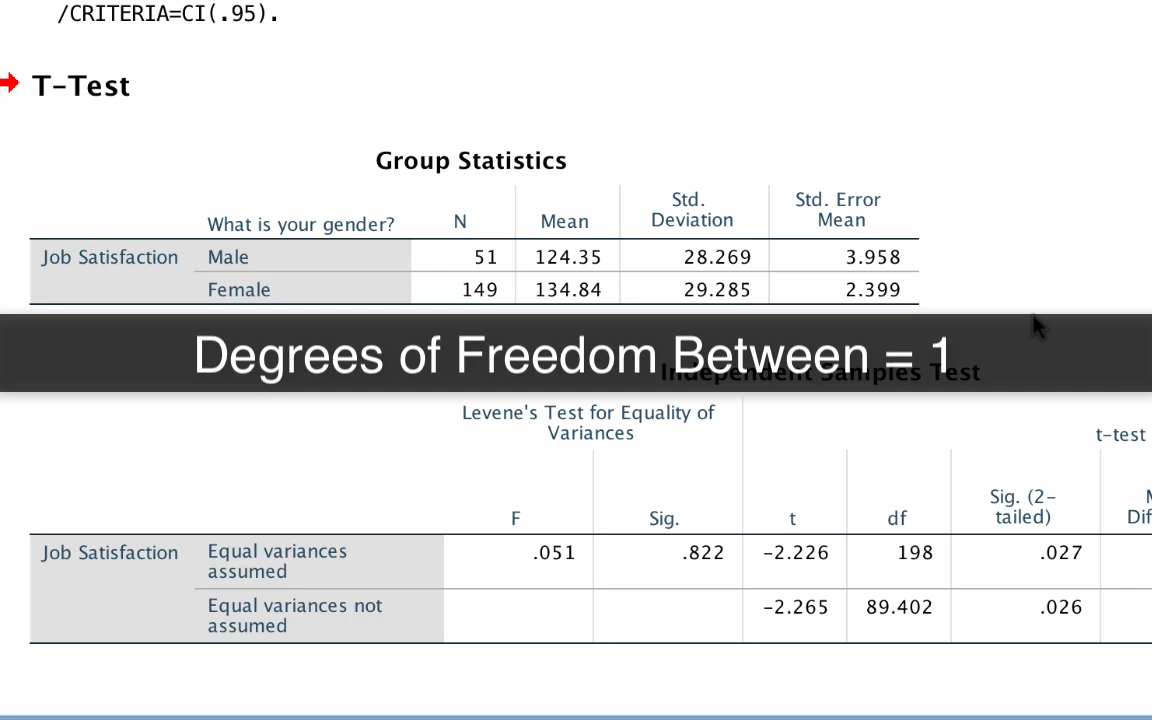 /CRITERIA=CI(.95).
T-Test
Group Statistics
What is your gender? N Mean Std. Deviation Std. Error Mean
Job Satisfaction Male 51 124.35 28.269 3.958
Female 149 134.84 29.285 2.399
Degrees of Freedom Between = 1
Independent Samples Test
Levene's Test for Equality of Variances t-test
F Sig. t df Sig. (2-tailed)
Job Satisfaction Equal variances assumed .051 .822 -2.226 198 .027
Equal variances not assumed -2.265 89.402 .026